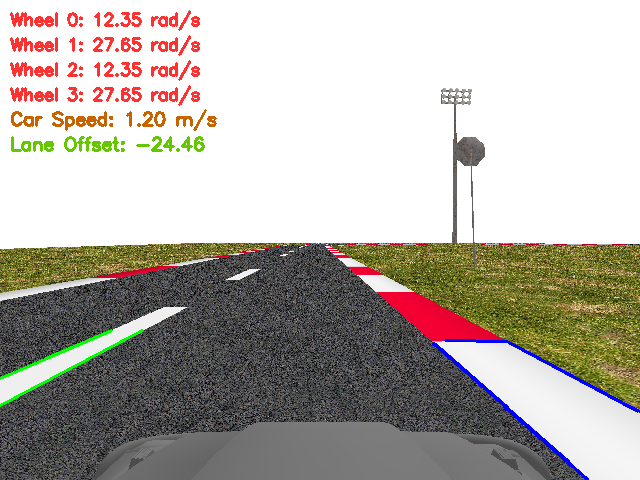 Wheel 0: 12.35 rad/s
Wheel 1: 27.65 rad/s
Wheel 2: 12.35 rad/s
Wheel 3: 27.65 rad/s
Car Speed: 1.20 m/s
Lane Offset: -24.46